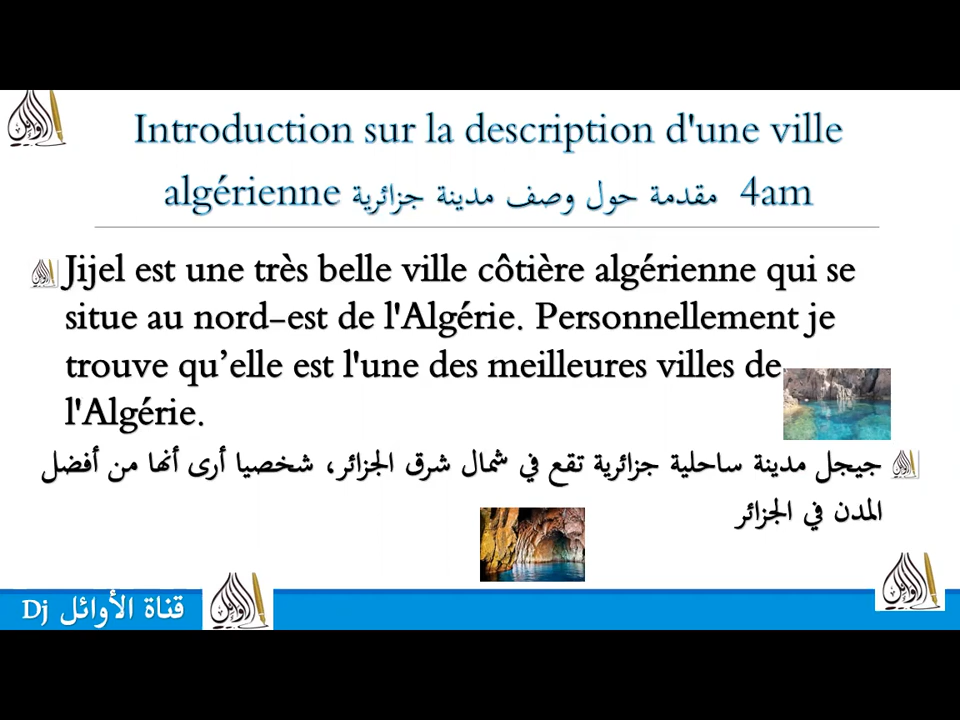 Introduction sur la description d'une ville
algérienne مقدمة حول وصف مدينة جزائرية 4am
Jijel est une très belle ville côtière algérienne qui se
situe au nord-est de l'Algérie. Personnellement je
trouve qu’elle est l'une des meilleures villes de
l'Algérie.
جيجل مدينة ساحلية جزائرية تقع في شمال شرق الجزائر، شخصيا أرى أنها من أفضل
المدن في الجزائر
قناة الأوائل Dj